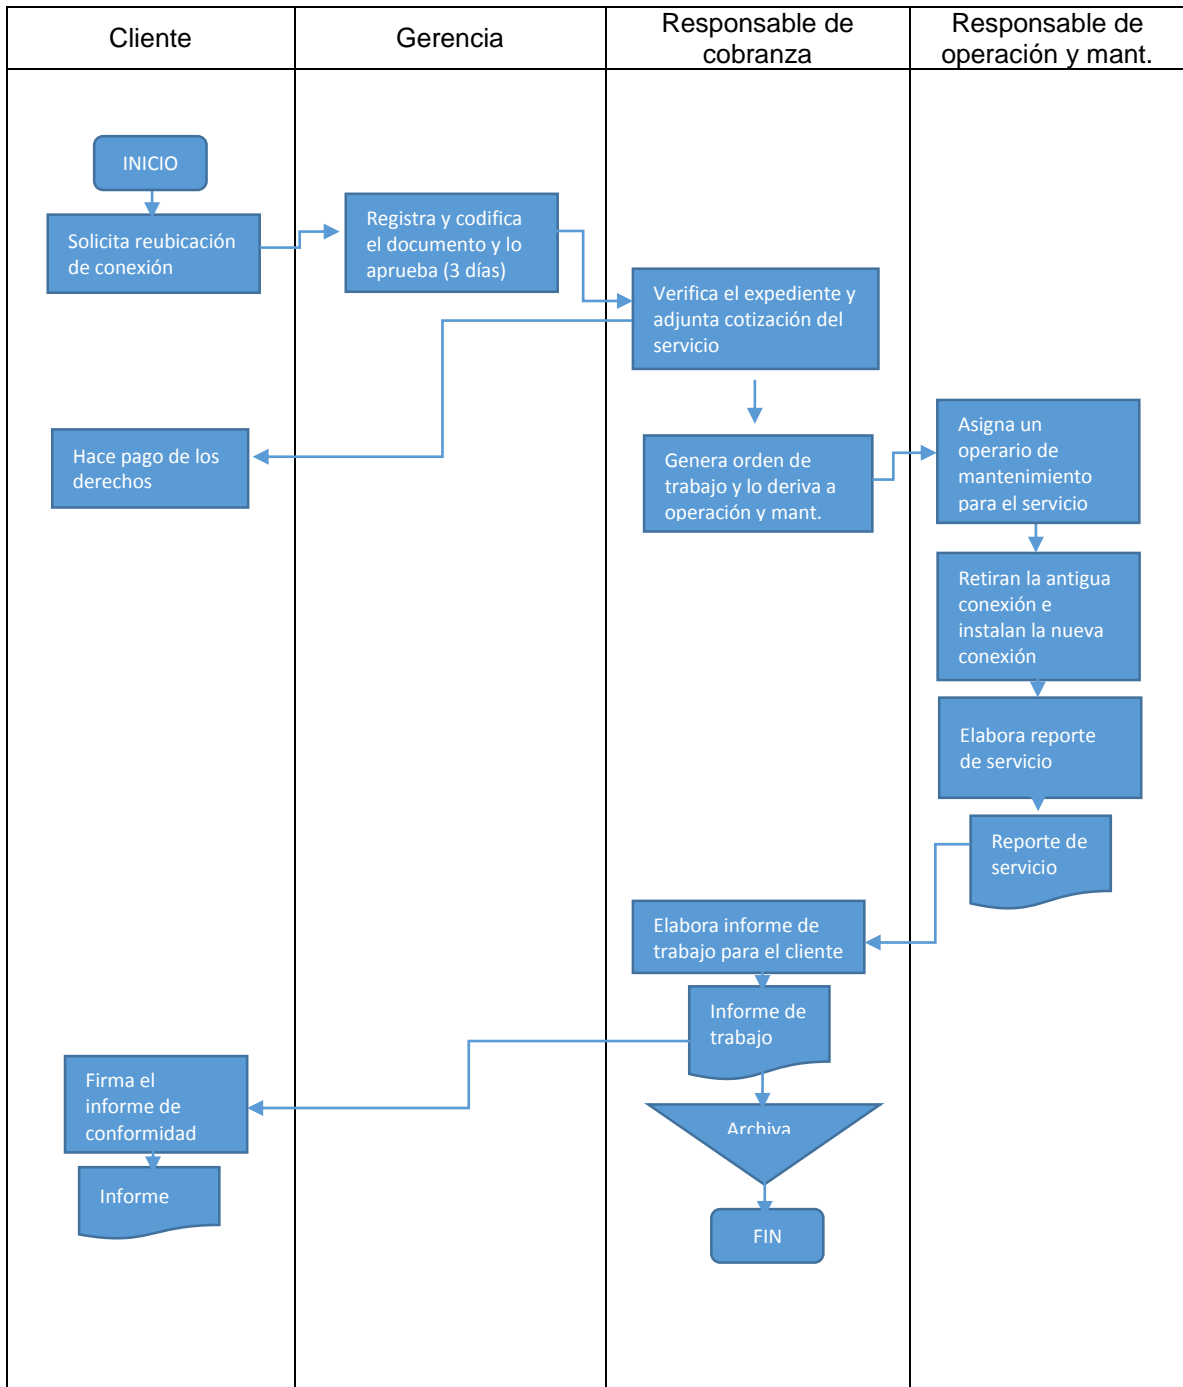 Cliente
Gerencia
Responsable de
cobranza
Responsable de
operación y mant.
INICIO
Solicita reubicación
de conexión
Registra y codifica
el documento y lo
aprueba (3 días)
Verifica el expediente y
adjunta cotización del
servicio
Hace pago de los
derechos
Genera orden de
trabajo y lo deriva a
operación y mant.
Asigna un
operario de
mantenimiento
para el servicio
Retiran la antigua
conexión e
instalan la nueva
conexión
Elabora reporte
de servicio
Reporte de
servicio
Elabora informe de
trabajo para el cliente
Informe de
trabajo
Firma el
informe de
conformidad
Archiva
Informe
FIN